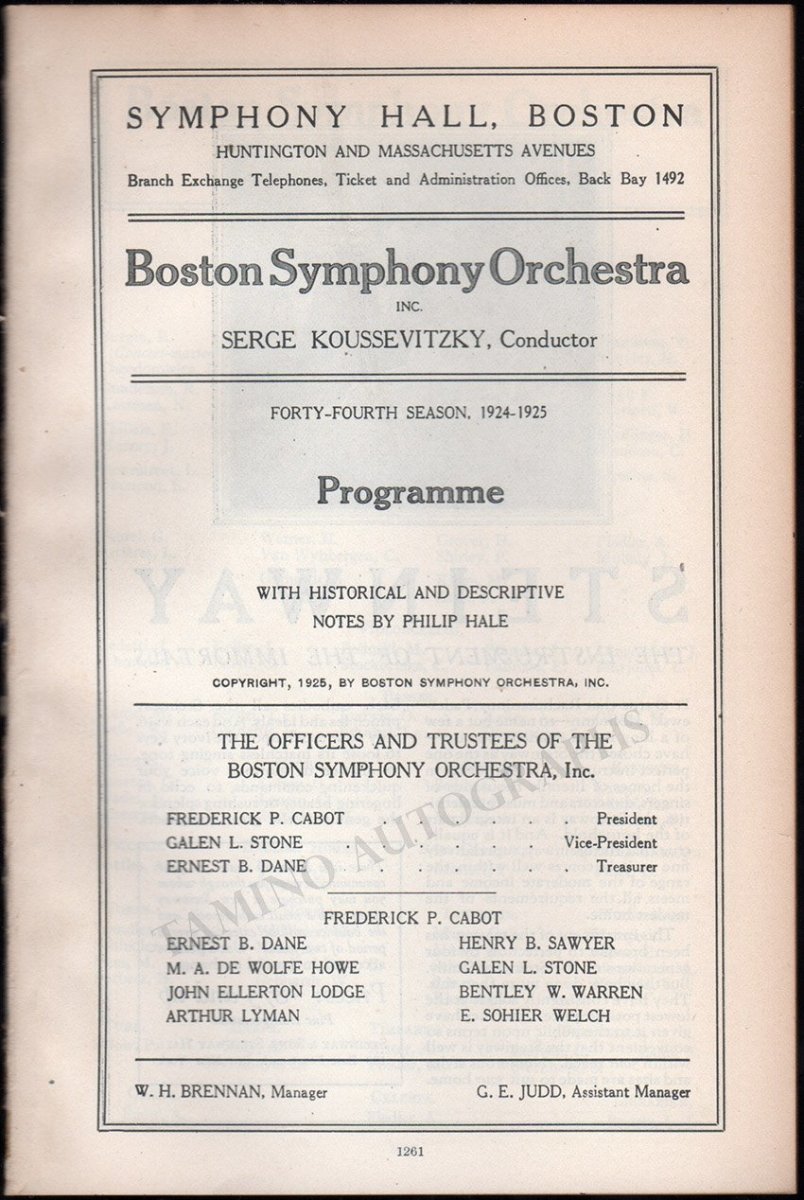 SYMPHONY HALL, BOSTON
HUNTINGTON AND MASSACHUSETTS AVENUES
Branch Exchange Telephones, Ticket and Administration Offices, Back Bay 1492
Boston Symphony Orchestra
INC.
SERGE KOUSSEVITZKY, Conductor
FORTY-FOURTH SEASON, 1924-1925
Programme
STEINWAY
WITH HISTORICAL AND DESCRIPTIVE
NOTES BY PHILIP HALE
THE INSTRUMENT OF THE IMMORTALS
COPYRIGHT, 1925, BY BOSTON SYMPHONY ORCHESTRA, INC.
THE OFFICERS AND TRUSTEES OF THE
BOSTON SYMPHONY ORCHESTRA, Inc.
FREDERICK P. CABOT . . . . . . President
GALEN L. STONE . . . . . . Vice-President
ERNEST B. DANE . . . . . . Treasurer
TAMINO AUTOGRAPHS
FREDERICK P. CABOT
ERNEST B. DANE HENRY B. SAWYER
M. A. DE WOLFE HOWE GALEN L. STONE
JOHN ELLERTON LODGE BENTLEY W. WARREN
ARTHUR LYMAN E. SOHIER WELCH
W. H. BRENNAN, Manager G. E. JUDD, Assistant Manager
1261